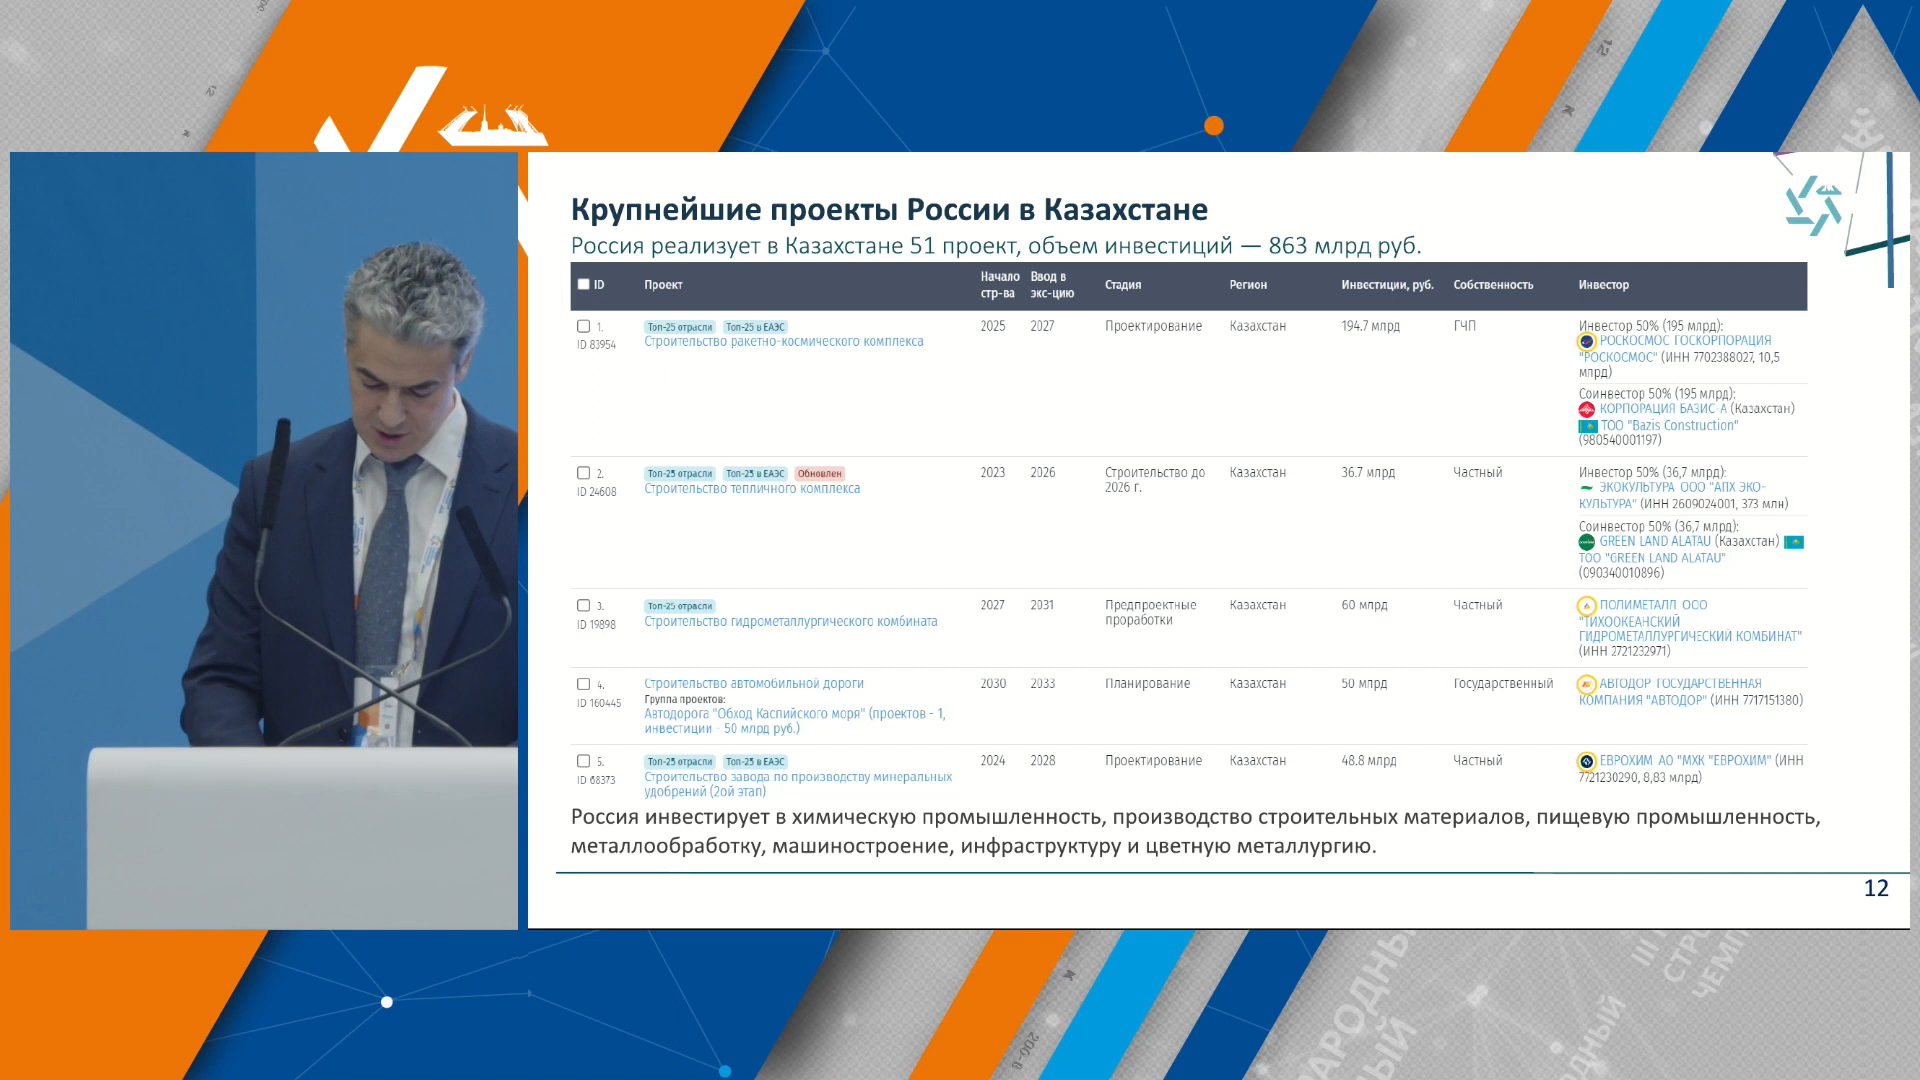 Крупнейшие проекты России в Казахстане
Россия реализует в Казахстане 51 проект, объем инвестиций — 863 млрд руб.
ID Проект Начало стр-ва Ввод в экс-цию Стадия Регион Инвестиции, руб. Собственность Инвестор
1. Топ-25 отрасли Топ-25 в ЕАЭС 2025 2027 Проектирование Казахстан 194.7 млрд ГЧП Инвестор 50% (195 млрд):
ID 83954 Строительство ракетно-космического комплекса РОСКОСМОС ГОСКОРПОРАЦИЯ
"РОСКОСМОС" (ИНН 7702388027, 10,5
млрд)
Соинвестор 50% (195 млрд):
КОРПОРАЦИЯ БАЗИС-А (Казахстан)
ТОО "Bazis Construction"
(980540001197)
2. Топ-25 отрасли Топ-25 в ЕАЭС Обновлен 2023 2026 Строительство до Казахстан 36.7 млрд Частный Инвестор 50% (36,7 млрд):
ID 24608 Строительство тепличного комплекса 2026 г. ЭКОКУЛЬТУРА ООО "АПХ ЭКО-
КУЛЬТУРА" (ИНН 2609024001, 373 млн)
Соинвестор 50% (36,7 млрд):
GREEN LAND ALATAU (Казахстан)
ТОО "GREEN LAND ALATAU"
(090340010896)
3. Топ-25 отрасли 2027 2031 Предпроектные Казахстан 60 млрд Частный ПОЛИМЕТАЛЛ ООО
ID 19898 Строительство гидрометаллургического комбината проработки "ТИХООКЕАНСКИЙ
ГИДРОМЕТАЛЛУРГИЧЕСКИЙ КОМБИНАТ"
(ИНН 2721232971)
4. Строительство автомобильной дороги 2030 2033 Планирование Казахстан 50 млрд Государственный АВТОДОР ГОСУДАРСТВЕННАЯ
ID 160445 Группа проектов: КОМПАНИЯ "АВТОДОР" (ИНН 7717151380)
Автодорога "Обход Каспийского моря" (проектов - 1,
инвестиции - 50 млрд руб.)
5. Топ-25 отрасли Топ-25 в ЕАЭС 2024 2028 Проектирование Казахстан 48.8 млрд Частный ЕВРОХИМ АО "МХК "ЕВРОХИМ" (ИНН
ID 68373 Строительство завода по производству минеральных 7721230290, 8,83 млрд)
удобрений (2ой этап)
Россия инвестирует в химическую промышленность, производство строительных материалов, пищевую промышленность,
металлообработку, машиностроение, инфраструктуру и цветную металлургию.
12